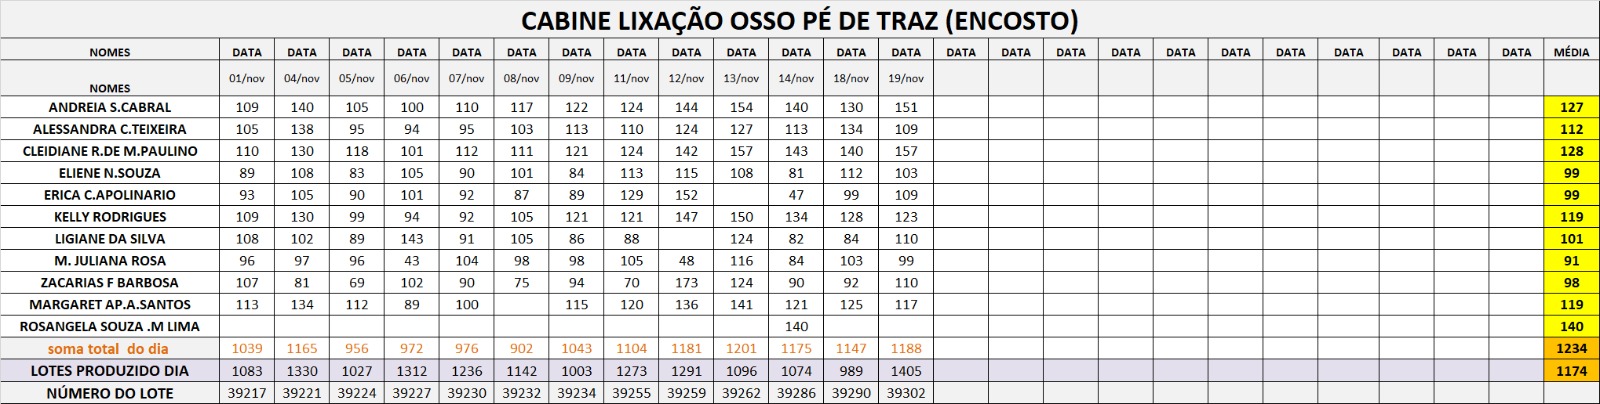 CABINE LIXAÇÃO OSSO PÉ DE TRAZ (ENCOSTO)
NOMES DATA DATA DATA DATA DATA DATA DATA DATA DATA DATA DATA DATA DATA DATA DATA DATA DATA DATA DATA DATA DATA DATA DATA DATA MÉDIA
NOMES 01/nov 04/nov 05/nov 06/nov 07/nov 08/nov 09/nov 11/nov 12/nov 13/nov 14/nov 18/nov 19/nov
ANDREIA S.CABRAL 109 140 105 100 110 117 122 124 144 154 140 130 151 127
ALESSANDRA C.TEIXEIRA 105 138 95 94 95 103 113 110 124 127 113 134 109 112
CLEIDIANE R.DE M.PAULINO 110 130 118 101 112 111 121 124 142 157 143 140 157 128
ELIENE N.SOUZA 89 108 83 105 90 101 84 113 115 108 81 112 103 99
ERICA C.APOLINARIO 93 105 90 101 92 87 89 129 152 47 99 109 99
KELLY RODRIGUES 109 130 99 94 92 105 121 121 147 150 134 128 123 119
LIGIANE DA SILVA 108 102 89 143 91 105 86 88 124 82 84 110 101
M. JULIANA ROSA 96 97 96 43 104 98 98 105 48 116 84 103 99 91
ZACARIAS F BARBOSA 107 81 69 102 90 75 94 70 173 124 90 92 110 98
MARGARET AP.A.SANTOS 113 134 112 89 100 115 120 136 141 121 125 117 119
ROSANGELA SOUZA .M LIMA 140 140
soma total do dia 1039 1165 956 972 976 902 1043 1104 1181 1201 1175 1147 1188 1234
LOTES PRODUZIDO DIA 1083 1330 1027 1312 1236 1142 1003 1273 1291 1096 1074 989 1405 1174
NÚMERO DO LOTE 39217 39221 39224 39227 39230 39232 39234 39255 39259 39262 39286 39290 39302